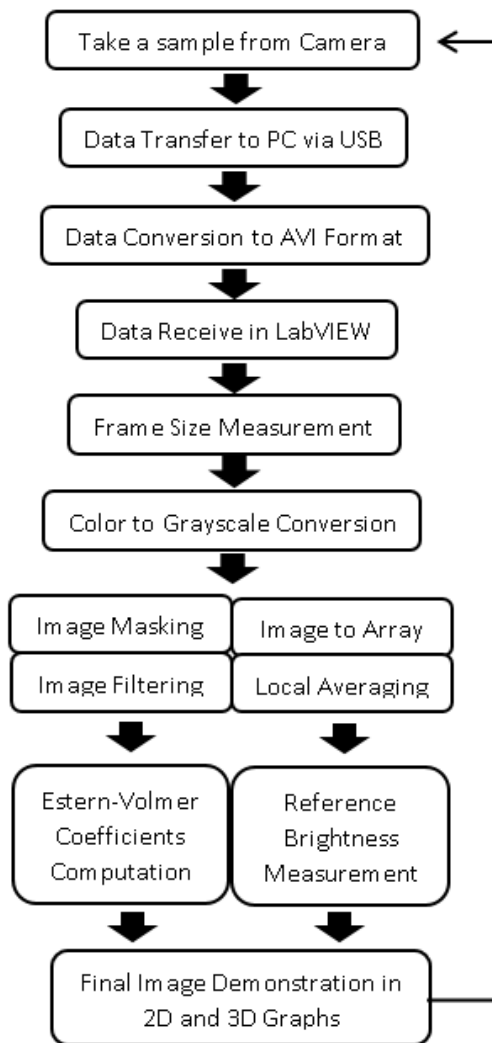 Take a sample from Camera
Data Transfer to PC via USB
Data Conversion to AVI Format
Data Receive in LabVIEW
Frame Size Measurement
Color to Grayscale Conversion
Image Masking
Image to Array
Image Filtering
Local Averaging
Estern-Volmer
Coefficients
Computation
Reference
Brightness
Measurement
Final Image Demonstration in
2D and 3D Graphs